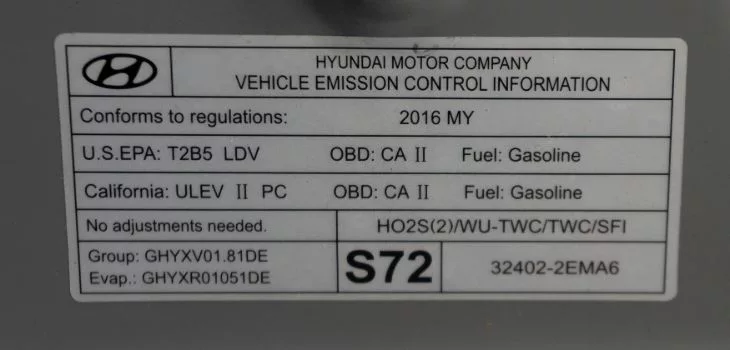 HYUNDAI MOTOR COMPANY
VEHICLE EMISSION CONTROL INFORMATION
Conforms to regulations: 2016 MY
U.S.EPA: T2B5 LDV OBD: CA II Fuel: Gasoline
California: ULEV II PC OBD: CA II Fuel: Gasoline
No adjustments needed. HO2S(2)/WU-TWC/TWC/SFI
Group: GHYXV01.81DE
Evap.: GHYXR01051DE
S72
32402-2EMA6